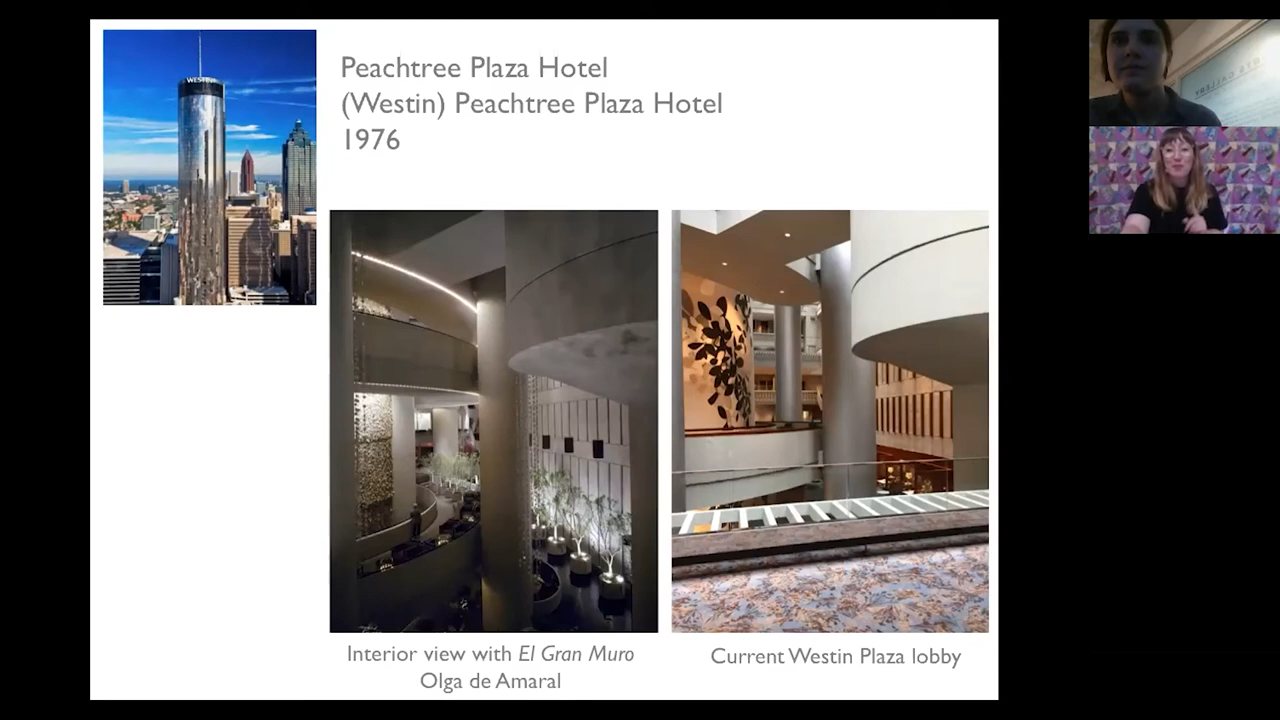 WESTIN
Peachtree Plaza Hotel
(Westin) Peachtree Plaza Hotel
1976
Interior view with El Gran Muro
Olga de Amaral
Current Westin Plaza lobby